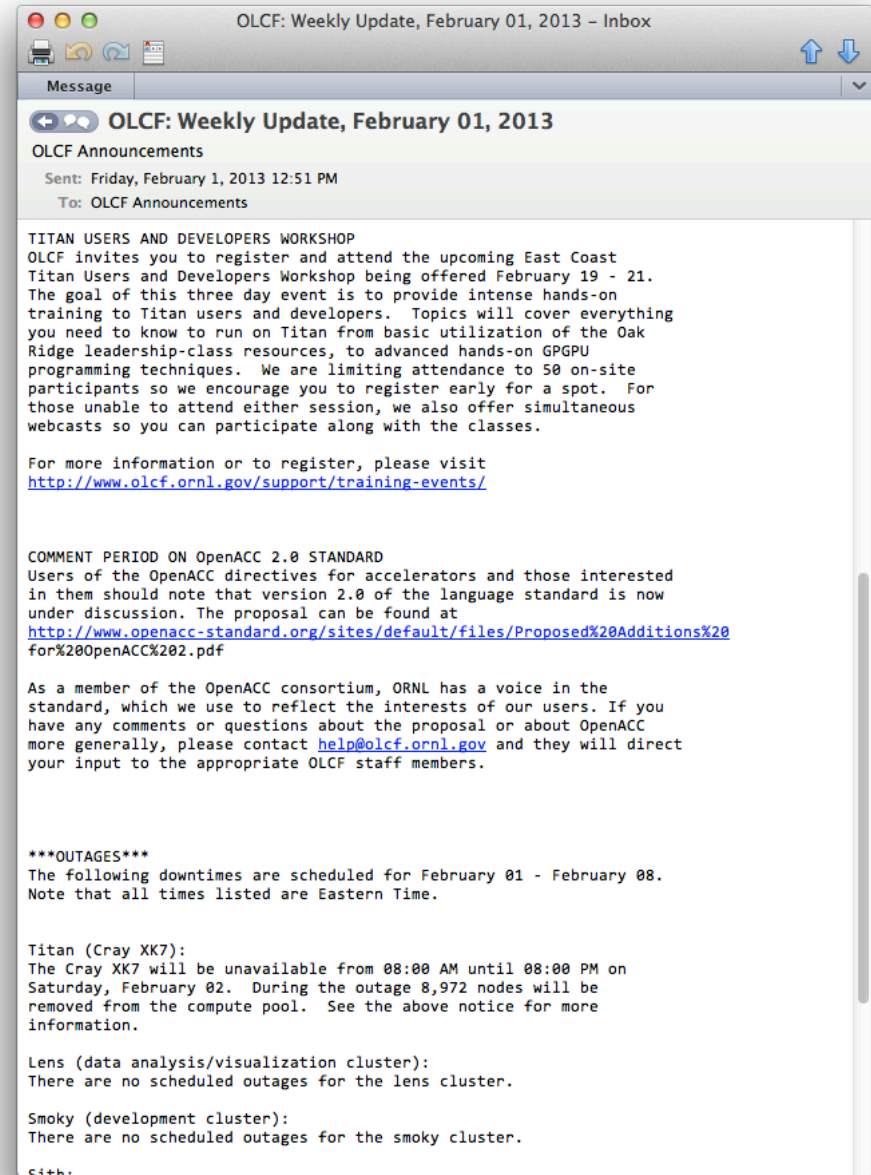 OLCF: Weekly Update, February 01, 2013 – Inbox
Message
OLCF: Weekly Update, February 01, 2013
OLCF Announcements
Sent: Friday, February 1, 2013 12:51 PM
To: OLCF Announcements
TITAN USERS AND DEVELOPERS WORKSHOP
OLCF invites you to register and attend the upcoming East Coast
Titan Users and Developers Workshop being offered February 19 - 21.
The goal of this three day event is to provide intense hands-on
training to Titan users and developers.  Topics will cover everything
you need to know to run on Titan from basic utilization of the Oak
Ridge leadership-class resources, to advanced hands-on GPGPU
programming techniques.  We are limiting attendance to 50 on-site
participants so we encourage you to register early for a spot.  For
those unable to attend either session, we also offer simultaneous
webcasts so you can participate along with the classes.
For more information or to register, please visit
http://www.olcf.ornl.gov/support/training-events/
COMMENT PERIOD ON OpenACC 2.0 STANDARD
Users of the OpenACC directives for accelerators and those interested
in them should note that version 2.0 of the language standard is now
under discussion. The proposal can be found at
http://www.openacc-standard.org/sites/default/files/Proposed%20Additions%20
for%20OpenACC%202.pdf
As a member of the OpenACC consortium, ORNL has a voice in the
standard, which we use to reflect the interests of our users. If you
have any comments or questions about the proposal or about OpenACC
more generally, please contact help@olcf.ornl.gov and they will direct
your input to the appropriate OLCF staff members.
***OUTAGES***
The following downtimes are scheduled for February 01 - February 08.
Note that all times listed are Eastern Time.
Titan (Cray XK7):
The Cray XK7 will be unavailable from 08:00 AM until 08:00 PM on
Saturday, February 02.  During the outage 8,972 nodes will be
removed from the compute pool.  See the above notice for more
information.
Lens (data analysis/visualization cluster):
There are no scheduled outages for the lens cluster.
Smoky (development cluster):
There are no scheduled outages for the smoky cluster.
Sith: